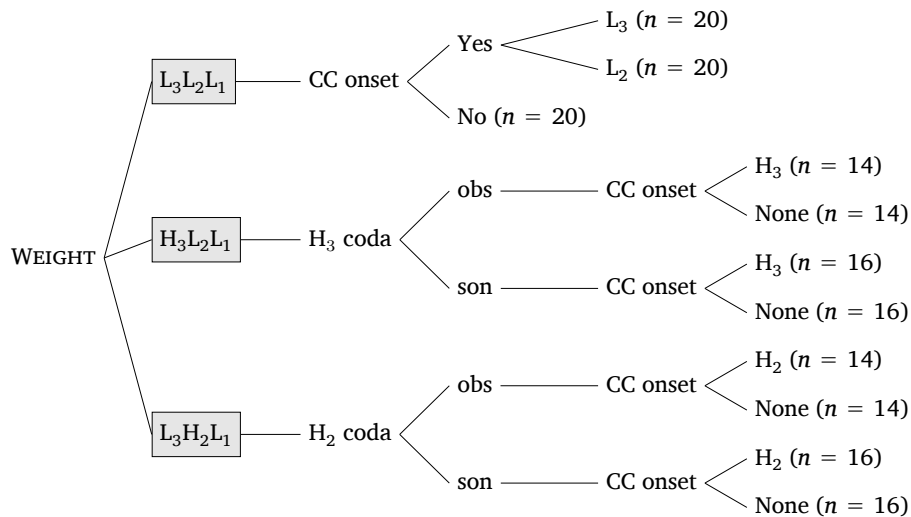 L₃ (n = 20)
Yes
L₃L₂L₁ CC onset L₂ (n = 20)
No (n = 20)
H₃ (n = 14)
obs CC onset
None (n = 14)
H₃L₂L₁ H₃ coda
WEIGHT H₃ (n = 16)
son CC onset
None (n = 16)
H₂ (n = 14)
obs CC onset
None (n = 14)
L₃H₂L₁ H₂ coda
H₂ (n = 16)
son CC onset
None (n = 16)